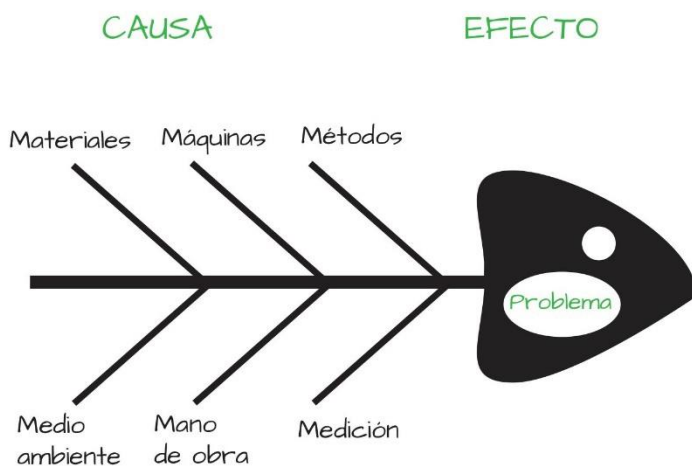 CAUSA
EFECTO
Materiales
Máquinas
Métodos
Problema
Medio
ambiente
Mano
de obra
Medición